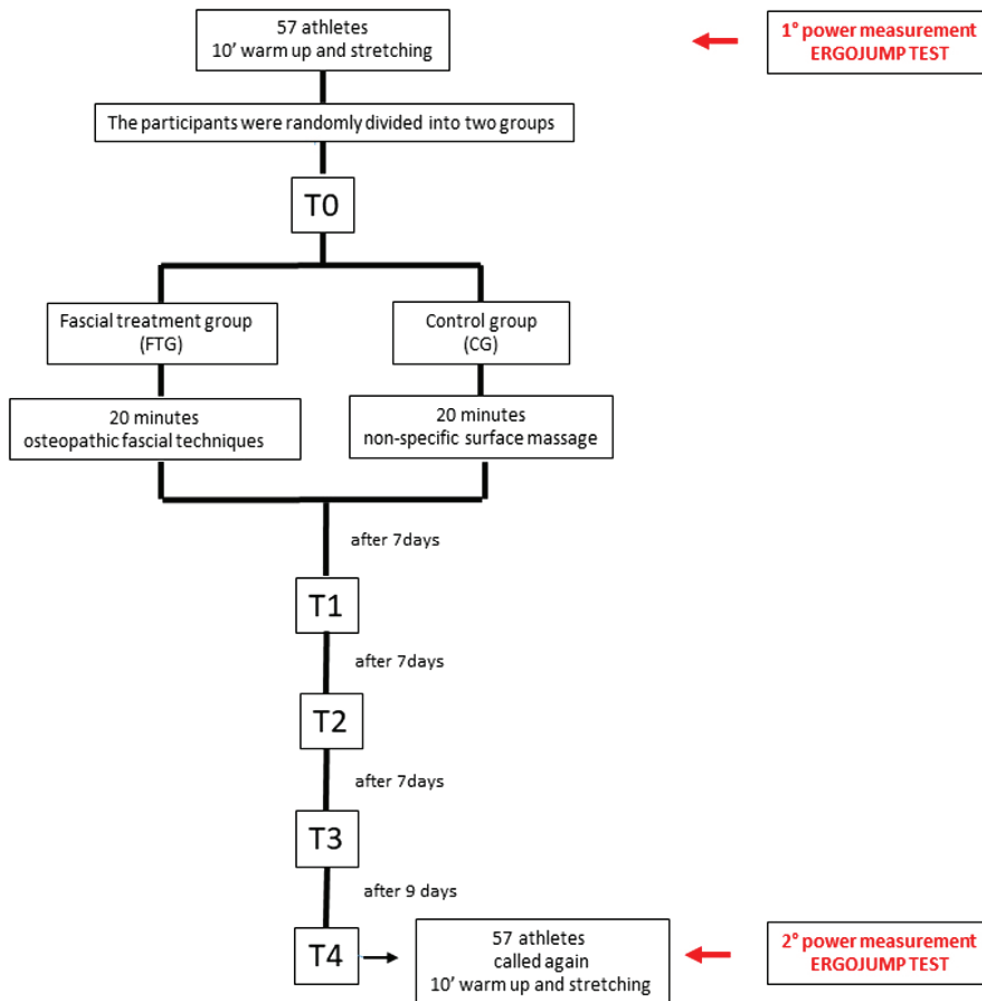 57 athletes
10’ warm up and stretching
1° power measurement
ERGOJUMP TEST
The participants were randomly divided into two groups
T0
Fascial treatment group
(FTG)
Control group
(CG)
20 minutes
osteopathic fascial techniques
20 minutes
non-specific surface massage
after 7days
T1
after 7days
T2
after 7days
T3
after 9 days
T4
57 athletes
called again
10’ warm up and stretching
2° power measurement
ERGOJUMP TEST